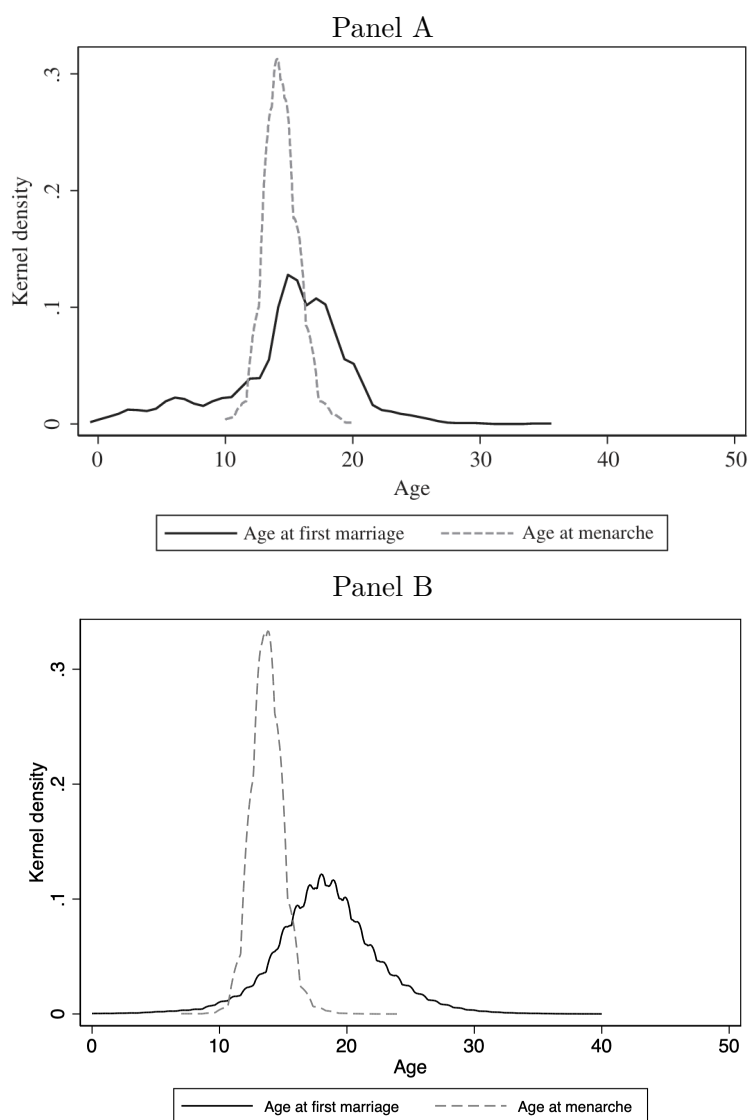 Panel A
Kernel density
.3
.2
.1
0
0 10 20 30 40 50
Age
Age at first marriage Age at menarche
Panel B
Kernel density
.3
.2
.1
0
0 10 20 30 40 50
Age
Age at first marriage Age at menarche